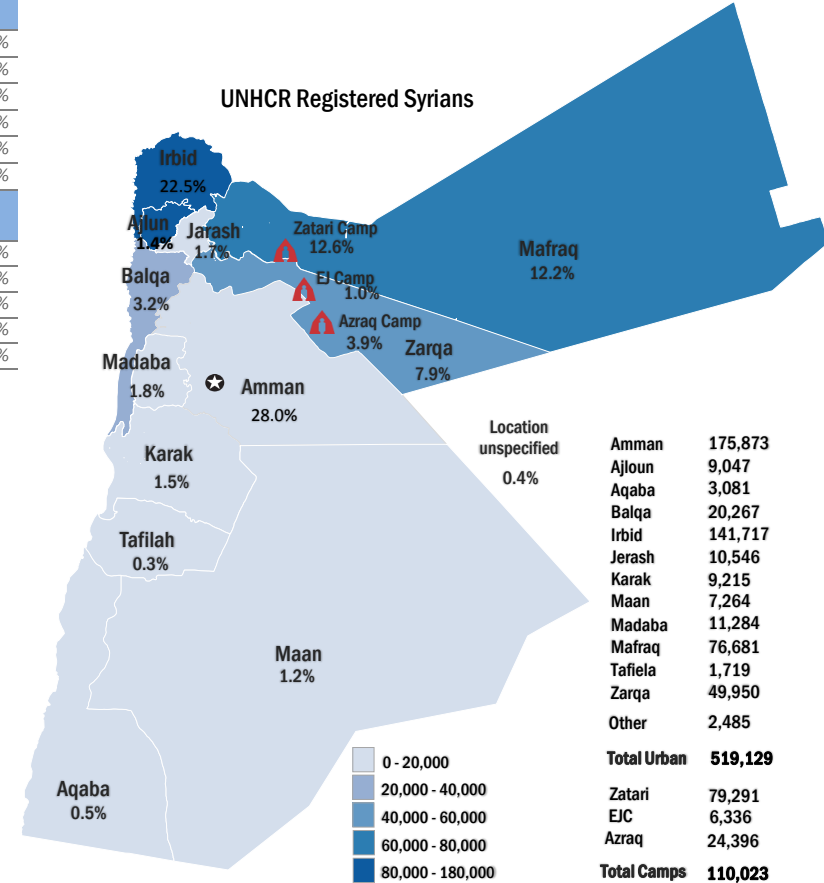 %
%
%
%
%
%
%
%
%
%
%
UNHCR Registered Syrians
Irbid
22.5%
Ajlun
1.4%
Jarash
1.7%
Zatari Camp
12.6%
Mafraq
12.2%
Balqa
3.2%
EJ Camp
1.0%
Azraq Camp
3.9%
Zarqa
7.9%
Madaba
1.8%
Amman
28.0%
Location
unspecified
0.4%
Karak
1.5%
Tafilah
0.3%
Maan
1.2%
Aqaba
0.5%
0 - 20,000
20,000 - 40,000
40,000 - 60,000
60,000 - 80,000
80,000 - 180,000
Amman 175,873
Ajloun 9,047
Aqaba 3,081
Balqa 20,267
Irbid 141,717
Jerash 10,546
Karak 9,215
Maan 7,264
Madaba 11,284
Mafraq 76,681
Tafiela 1,719
Zarqa 49,950
Other 2,485
Total Urban 519,129
Zatari 79,291
EJC 6,336
Azraq 24,396
Total Camps 110,023